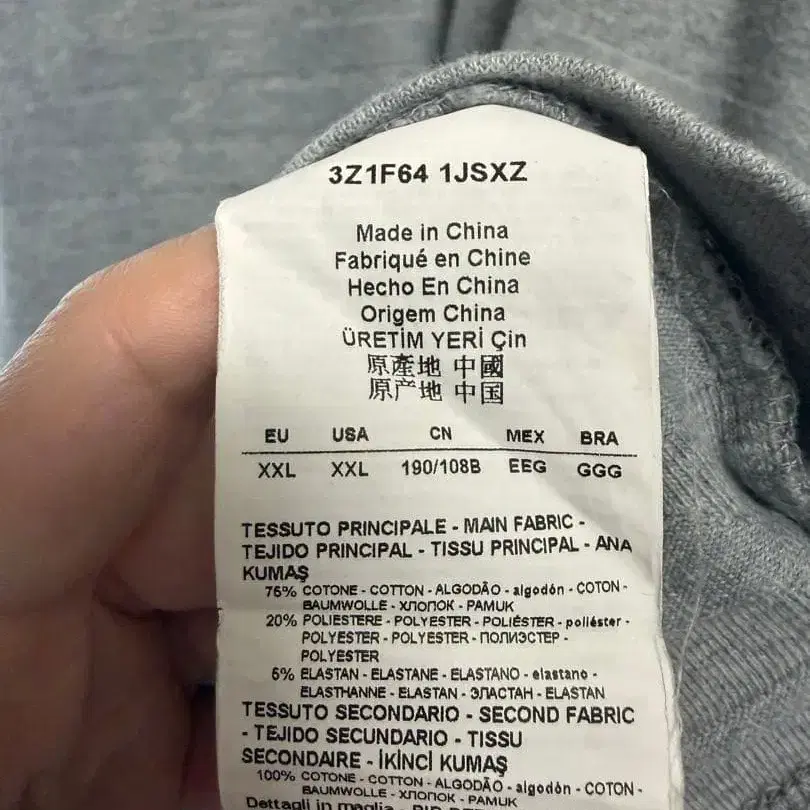 3Z1F64 1JSXZ
Made in China
Fabriqué en Chine
Hecho En China
Origem China
ÜRETİM YERİ Çin
原產地 中國
原产地 中国
EU USA CN MEX BRA
XXL XXL 190/108B EEG GGG
TESSUTO PRINCIPALE - MAIN FABRIC -
TEJIDO PRINCIPAL - TISSU PRINCIPAL - ANA
KUMAŞ
75% COTONE - COTTON - ALGODÃO - algodón - COTON -
BAUMWOLLE - ХЛОПОК - PAMUK
20% POLIESTERE - POLYESTER - POLIÉSTER - poliéster -
POLYESTER - POLYESTER - ПОЛИЭСТЕР -
POLYESTER
5% ELASTAN - ELASTANE - ELASTANO - elastano -
ELASTHANNE - ELASTAN - ЭЛАСТАН - ELASTAN
TESSUTO SECONDARIO - SECOND FABRIC
- TEJIDO SECUNDARIO - TISSU
SECONDAIRE - İKİNCİ KUMAŞ
100% COTONE - COTTON - ALGODÃO - algodón - COTON -
BAUMWOLLE - ХЛОПОК - PAMUK
Dettagli in maglia - RIB